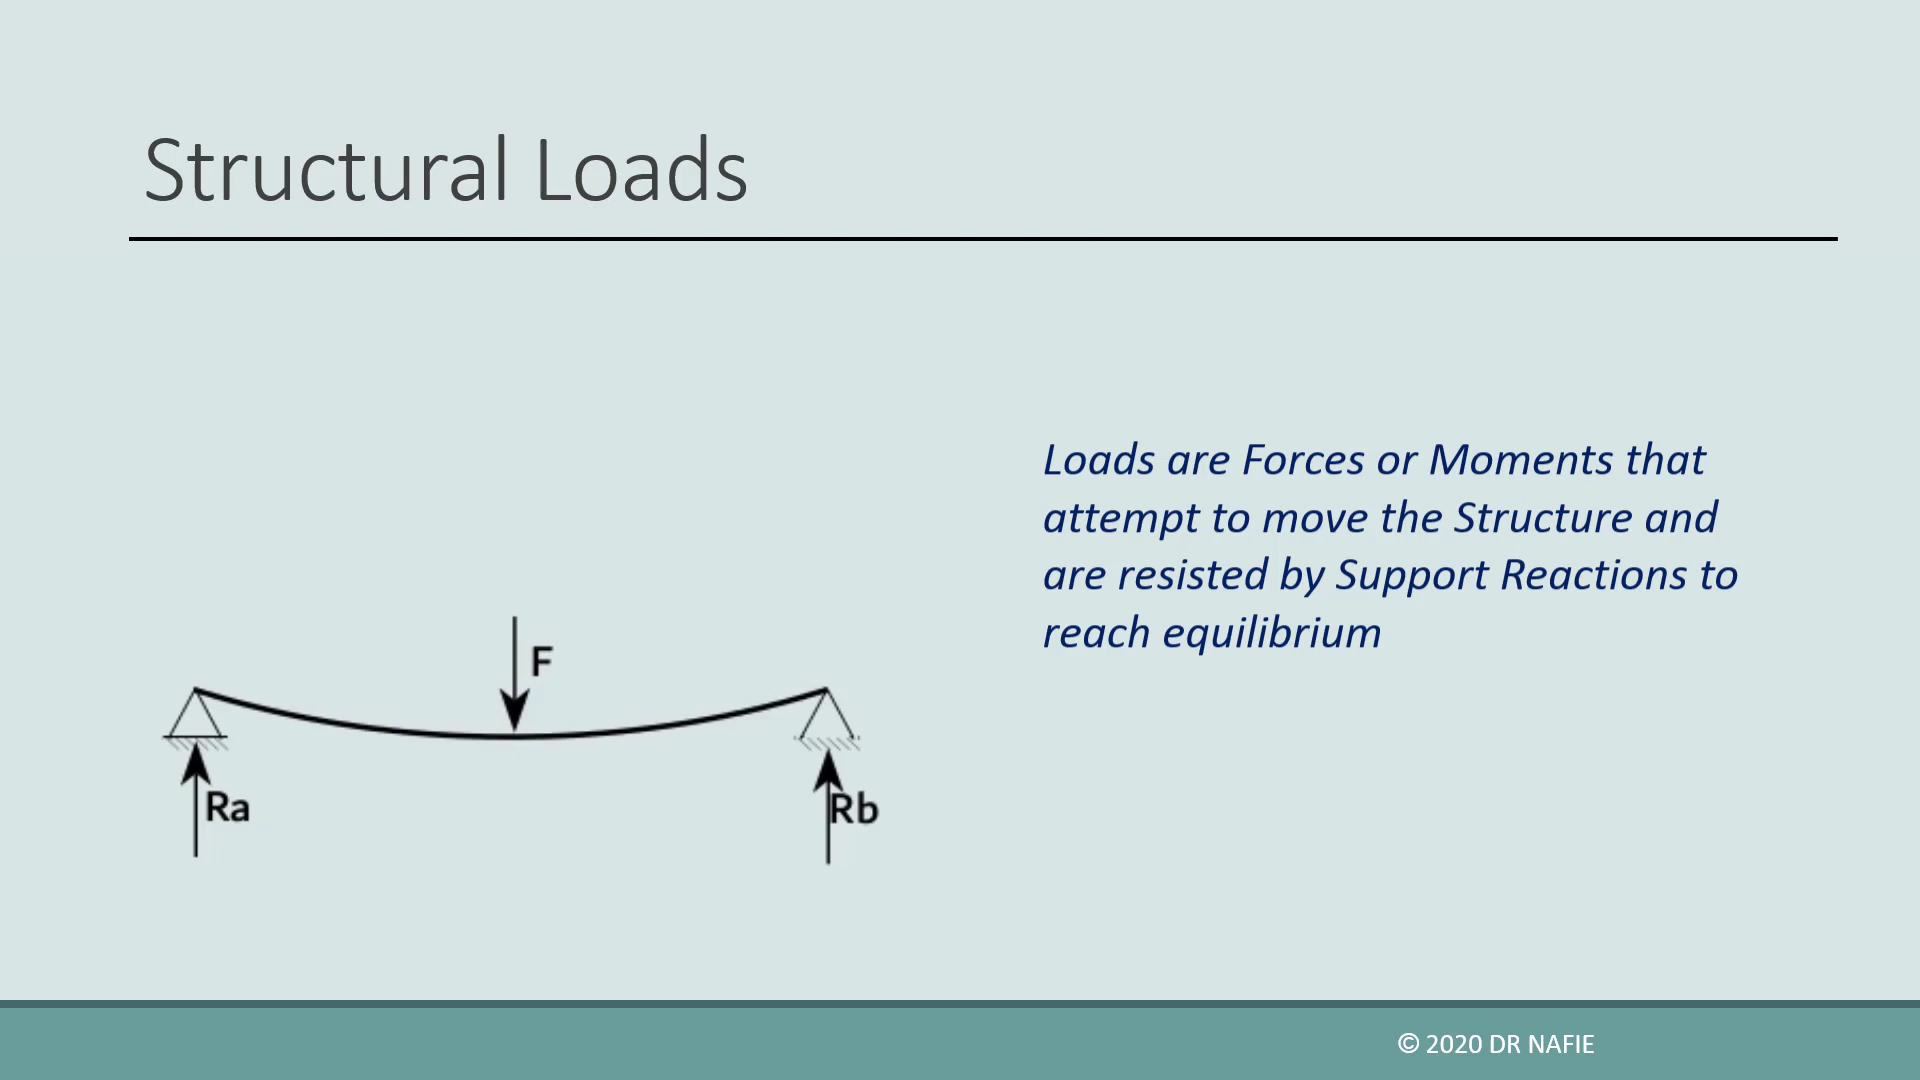 Structural Loads
Loads are Forces or Moments that
attempt to move the Structure and
are resisted by Support Reactions to
reach equilibrium
F
Ra
Rb
© 2020 DR NAFIE